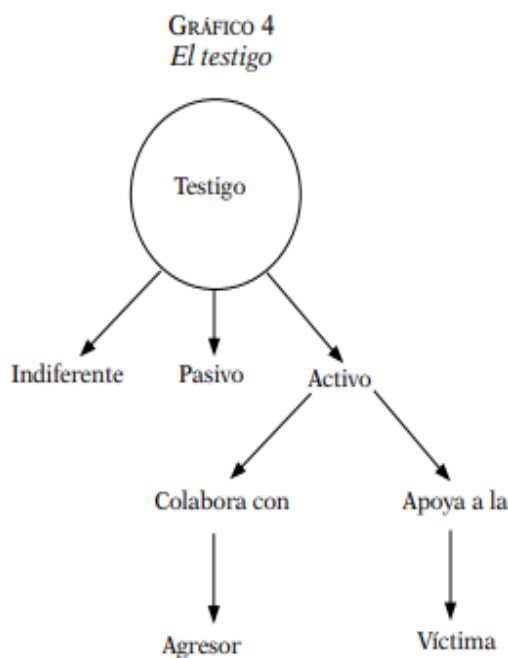 GRÁFICO 4
El testigo
Testigo
Indiferente
Pasivo
Activo
Colabora con
Apoya a la
Agresor
Víctima